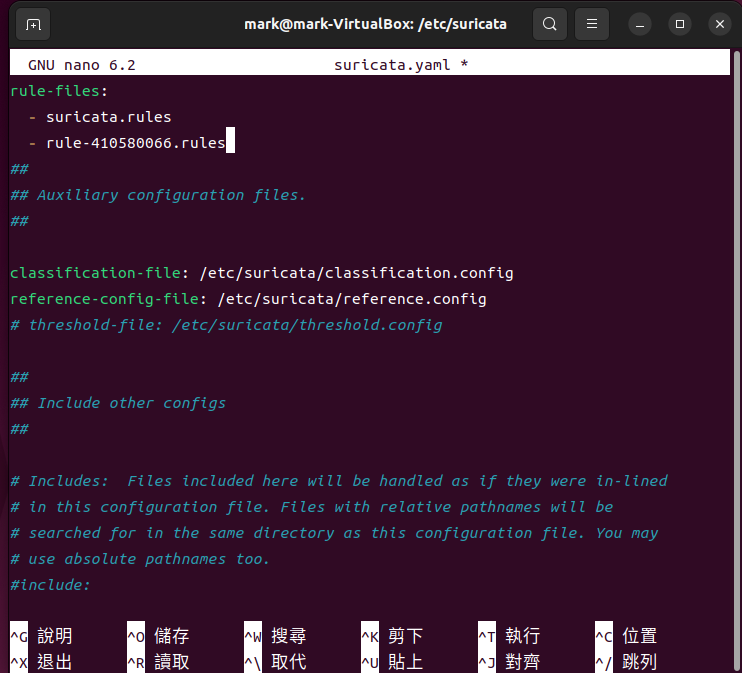 mark@mark-VirtualBox: /etc/suricata
GNU nano 6.2 suricata.yaml *
rule-files:
- suricata.rules
- rule-410580066.rules
##
## Auxiliary configuration files.
##
classification-file: /etc/suricata/classification.config
reference-config-file: /etc/suricata/reference.config
# threshold-file: /etc/suricata/threshold.config
##
## Include other configs
##
# Includes:  Files included here will be handled as if they were in-lined
# in this configuration file. Files with relative pathnames will be
# searched for in the same directory as this configuration file. You may
# use absolute pathnames too.
#include:
^G 說明 ^O 儲存 ^W 搜尋 ^K 剪下 ^T 執行 ^C 位置
^X 退出 ^R 讀取 ^\ 取代 ^U 貼上 ^J 對齊 ^/ 跳列